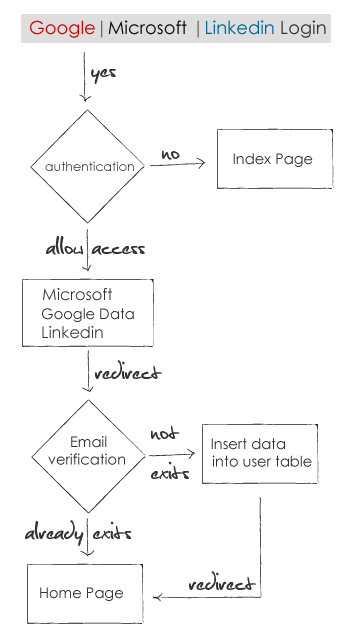 Google | Microsoft | Linkedin Login
yes
authentication
no
Index Page
allow access
Microsoft
Google Data
Linkedin
redirect
Email
verification
not
exits
Insert data
into user table
already exits
redirect
Home Page